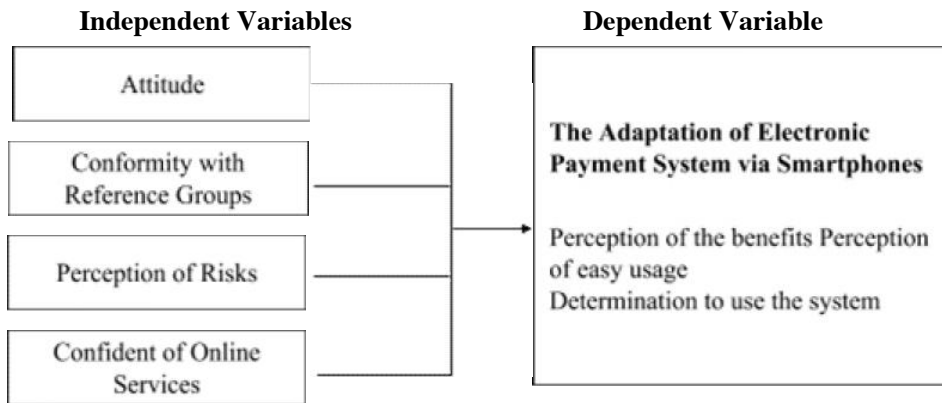 Independent Variables
Dependent Variable
Attitude
Conformity with
Reference Groups
Perception of Risks
Confident of Online
Services
The Adaptation of Electronic
Payment System via Smartphones
Perception of the benefits Perception
of easy usage
Determination to use the system